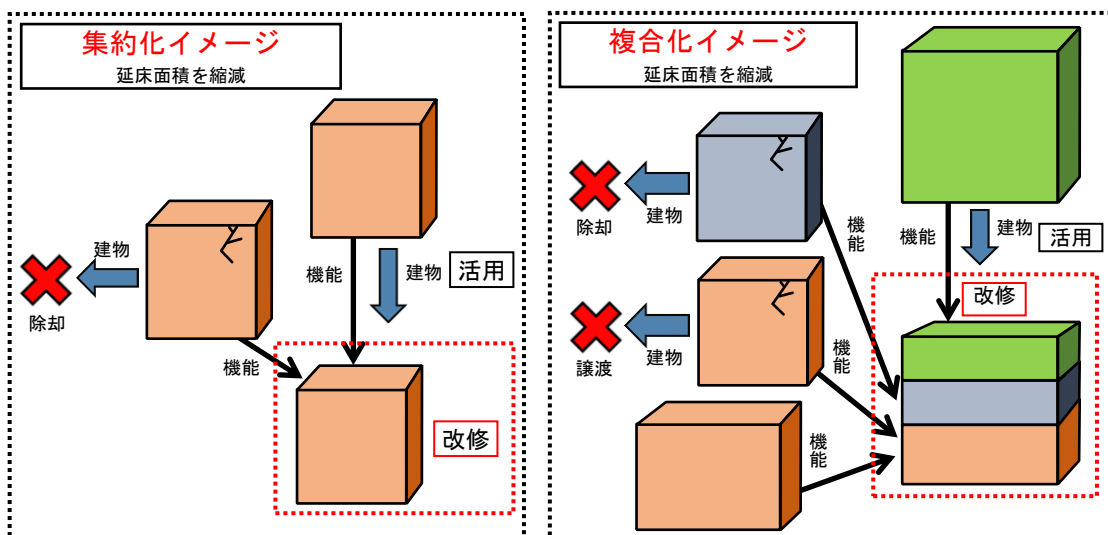 集約化イメージ
延床面積を縮減
建物
除却
機能
機能
建物
活用
改修
複合化イメージ
延床面積を縮減
建物
除却
機能
機能
建物
活用
改修
建物
譲渡
機能
機能